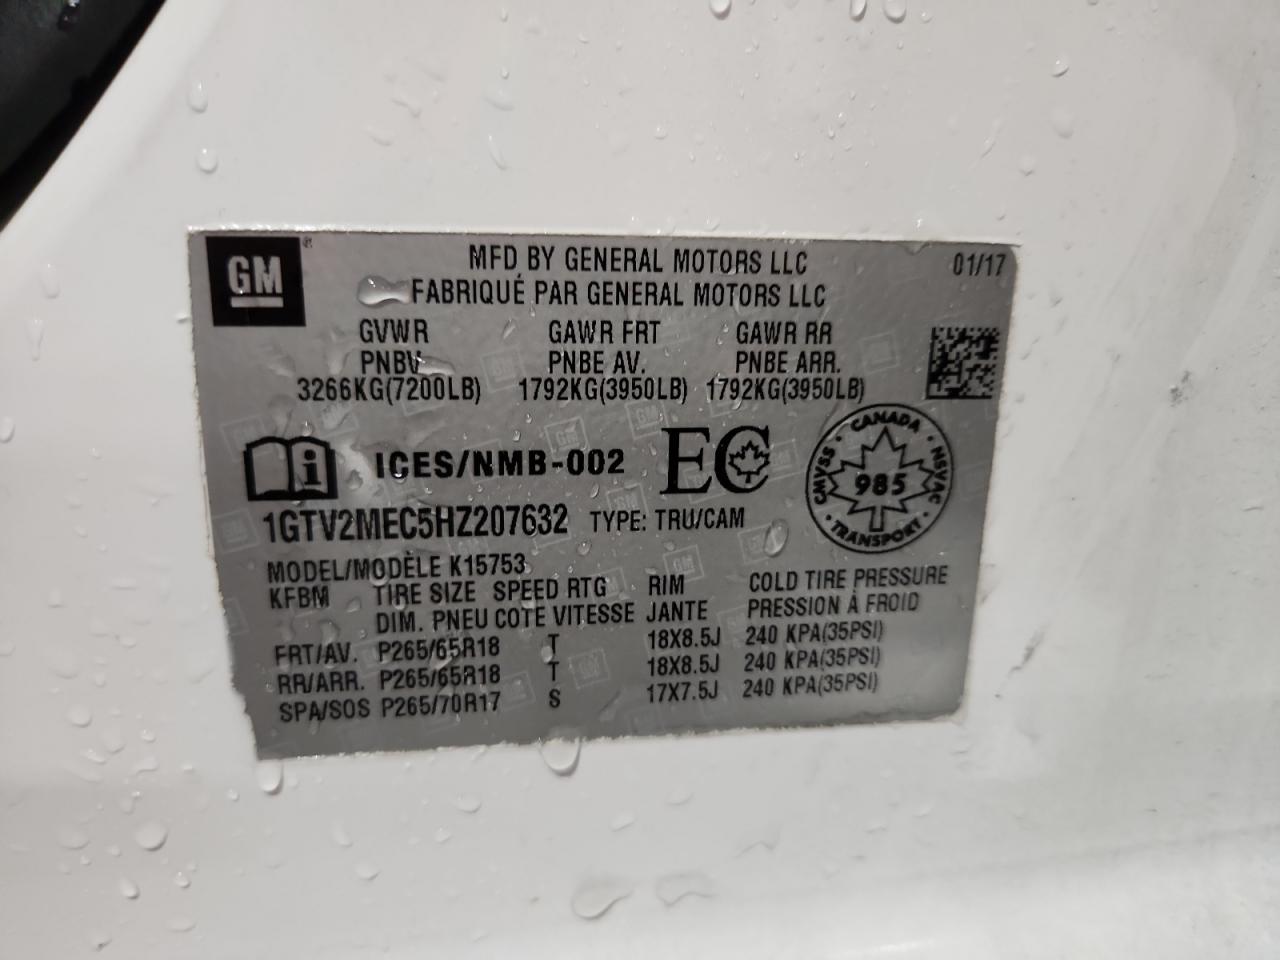 GM
MFD BY GENERAL MOTORS LLC 01/17
FABRIQUÉ PAR GENERAL MOTORS LLC
GVWR GAWR FRT GAWR RR
PNBV PNBE AV. PNBE ARR.
3266KG(7200LB) 1792KG(3950LB) 1792KG(3950LB)
ICES/NMB-002 EC
CANADA
CMVSS 985 NSVAC
TRANSPORT
1GTV2MEC5HZ207632 TYPE: TRU/CAM
MODEL/MODÈLE K15753
KFBM TIRE SIZE SPEED RTG RIM COLD TIRE PRESSURE
DIM. PNEU COTE VITESSE JANTE PRESSION À FROID
FRT/AV. P265/65R18 T 18X8.5J 240 KPA(35PSI)
RR/ARR. P265/65R18 T 18X8.5J 240 KPA(35PSI)
SPA/SOS P265/70R17 S 17X7.5J 240 KPA(35PSI)